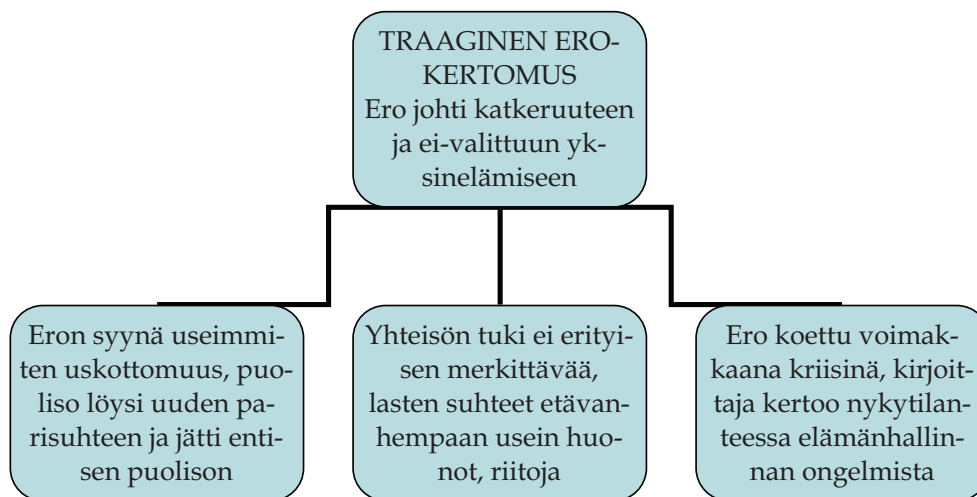 TRAAGINEN ERO-
KERTOMUS
Ero johti katkeruuteen
ja ei-valittuun yk-
sinelämiseen
Eron syynä useimmi-
ten uskottomuus, puo-
liso löysi uuden pa-
risuhteen ja jätti enti-
sen puolison
Yhteisön tuki ei erityi-
sen merkittävää,
lasten suhteet etävan-
hempaan usein huo-
not, riitoja
Ero koettu voimak-
kaana kriisinä, kirjoit-
taja kertoo nykytilan-
teessa elämänhallin-
nan ongelmista